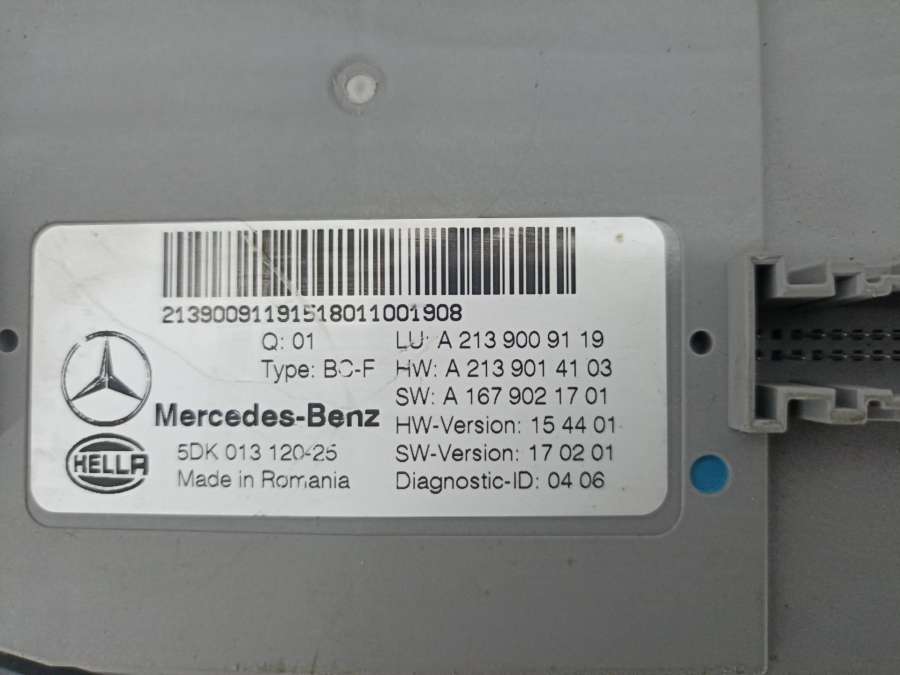 21390091191518011001908
Q: 01 LU: A 213 900 91 19
Type: BC-F HW: A 213 901 41 03
SW: A 167 902 17 01
Mercedes-Benz HW-Version: 15 44 01
HELLA 5DK 013 120-25 SW-Version: 17 02 01
Made in Romania Diagnostic-ID: 04 06